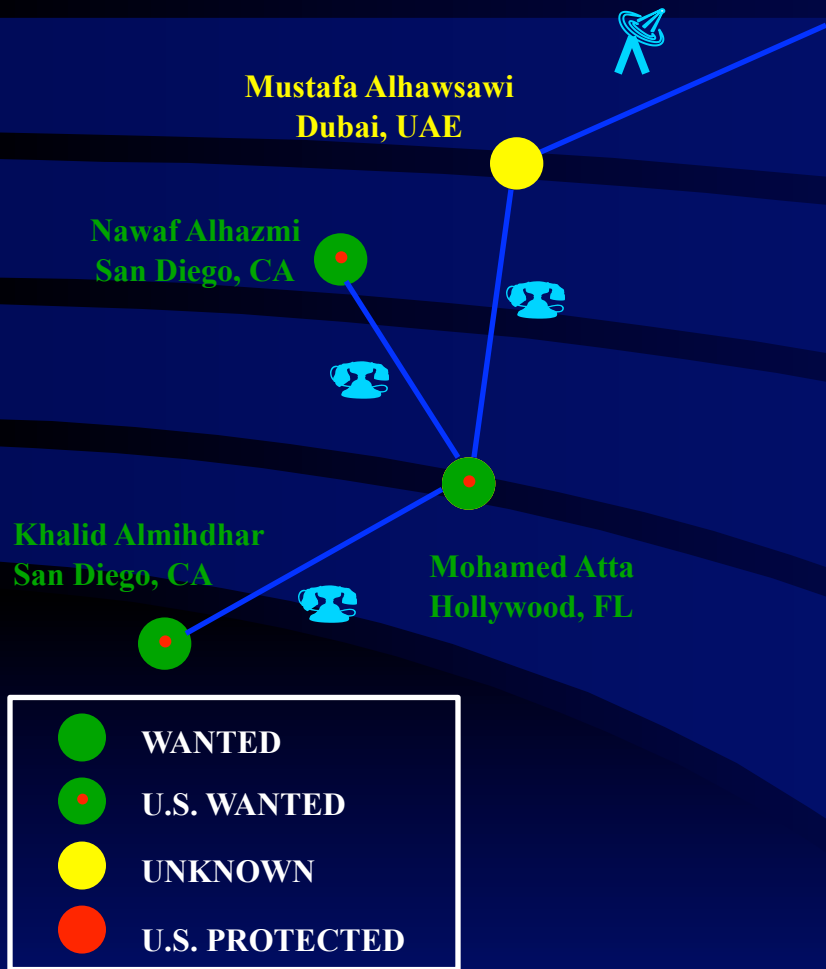 Mustafa Alhawsawi
Dubai, UAE
Nawaf Alhazmi
San Diego, CA
Khalid Almihdhar
San Diego, CA
Mohamed Atta
Hollywood, FL
WANTED
U.S. WANTED
UNKNOWN
U.S. PROTECTED